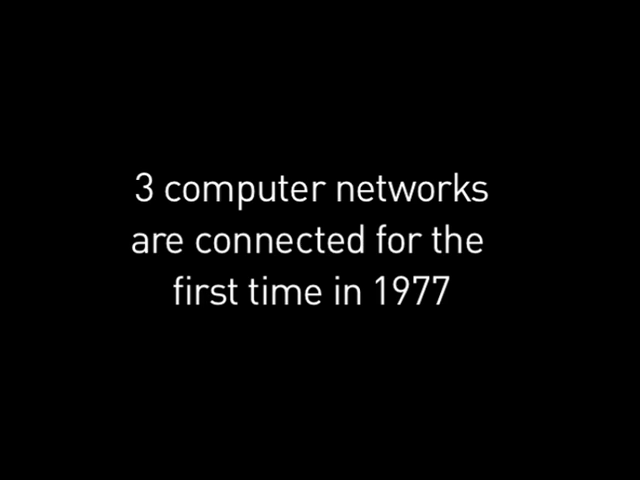 3 computer networks
are connected for the
first time in 1977